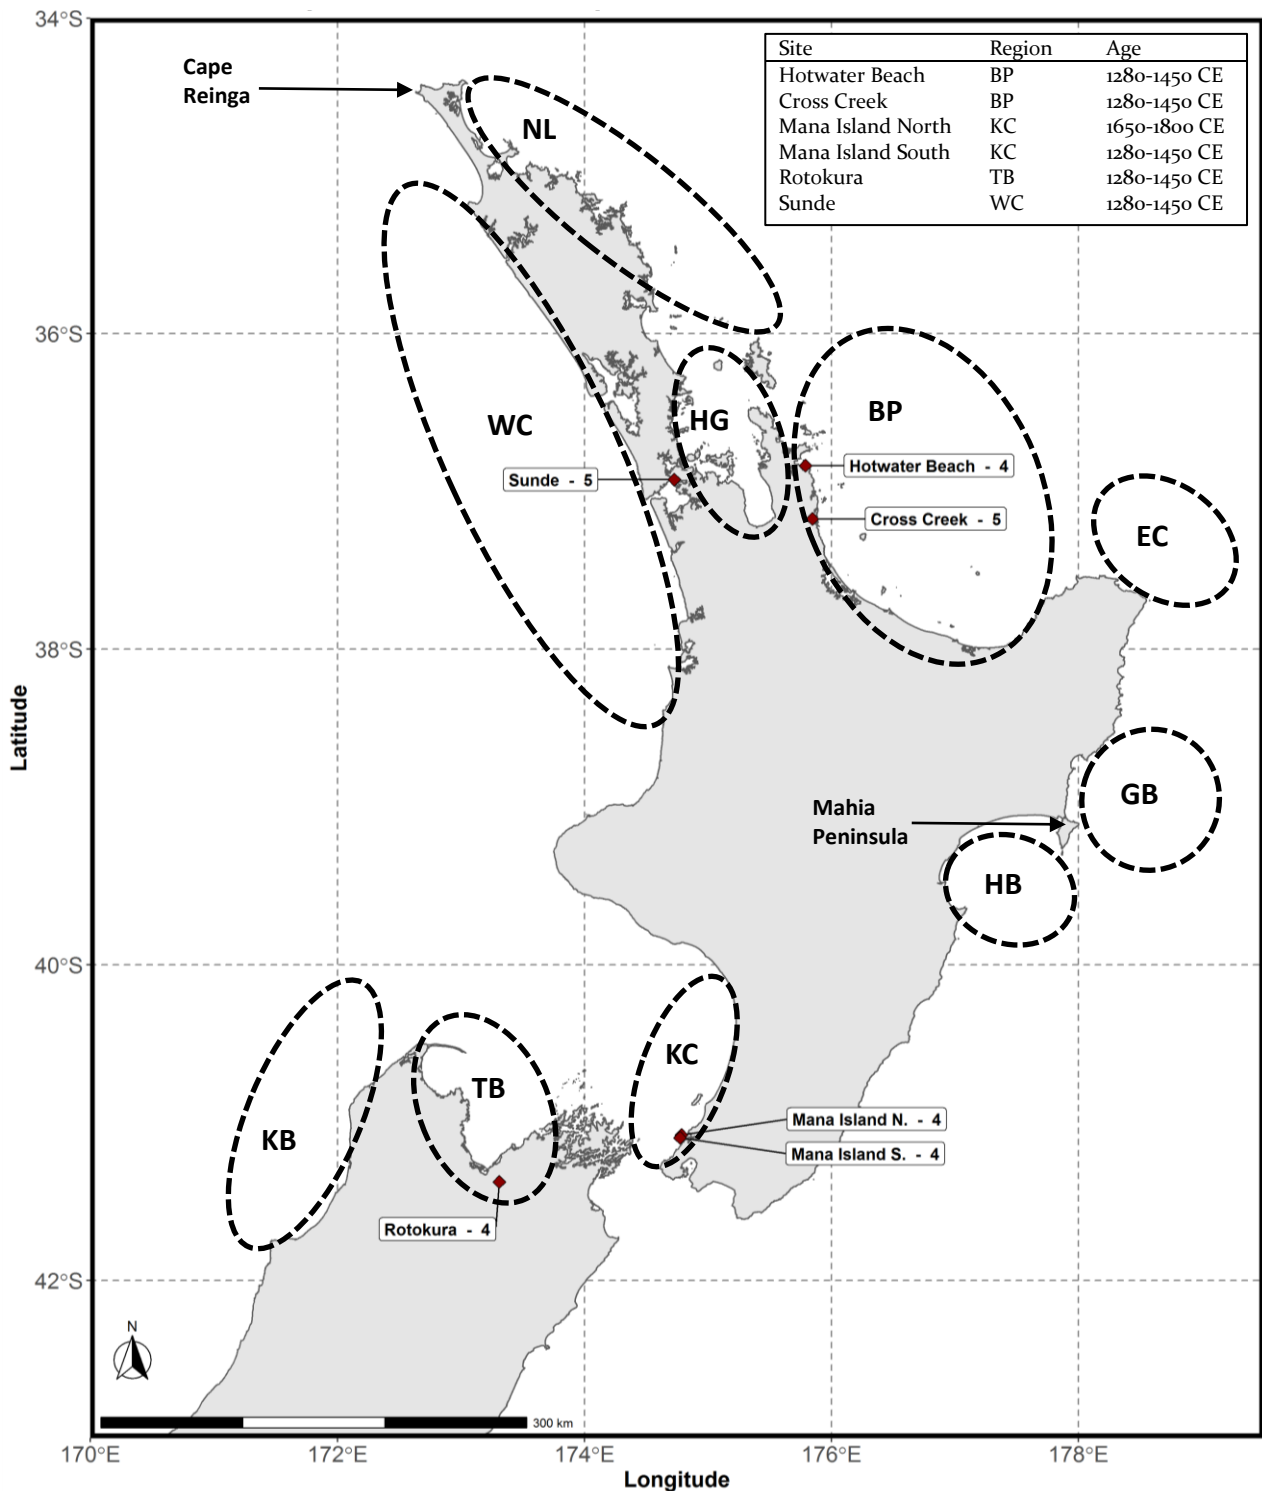 34°S
Site Region Age
Hotwater Beach BP 1280-1450 CE
Cross Creek BP 1280-1450 CE
Mana Island North KC 1650-1800 CE
Mana Island South KC 1280-1450 CE
Rotokura TB 1280-1450 CE
Sunde WC 1280-1450 CE
Cape
Reinga
NL
36°S
WC
HG
BP
Hotwater Beach - 4
Sunde - 5
Cross Creek - 5
EC
38°S
Latitude
GB
Mahia
Peninsula
HB
40°S
KC
TB
KB
Mana Island N. - 4
Mana Island S. - 4
Rotokura - 4
42°S
N
300 km
170°E 172°E 174°E 176°E 178°E
Longitude